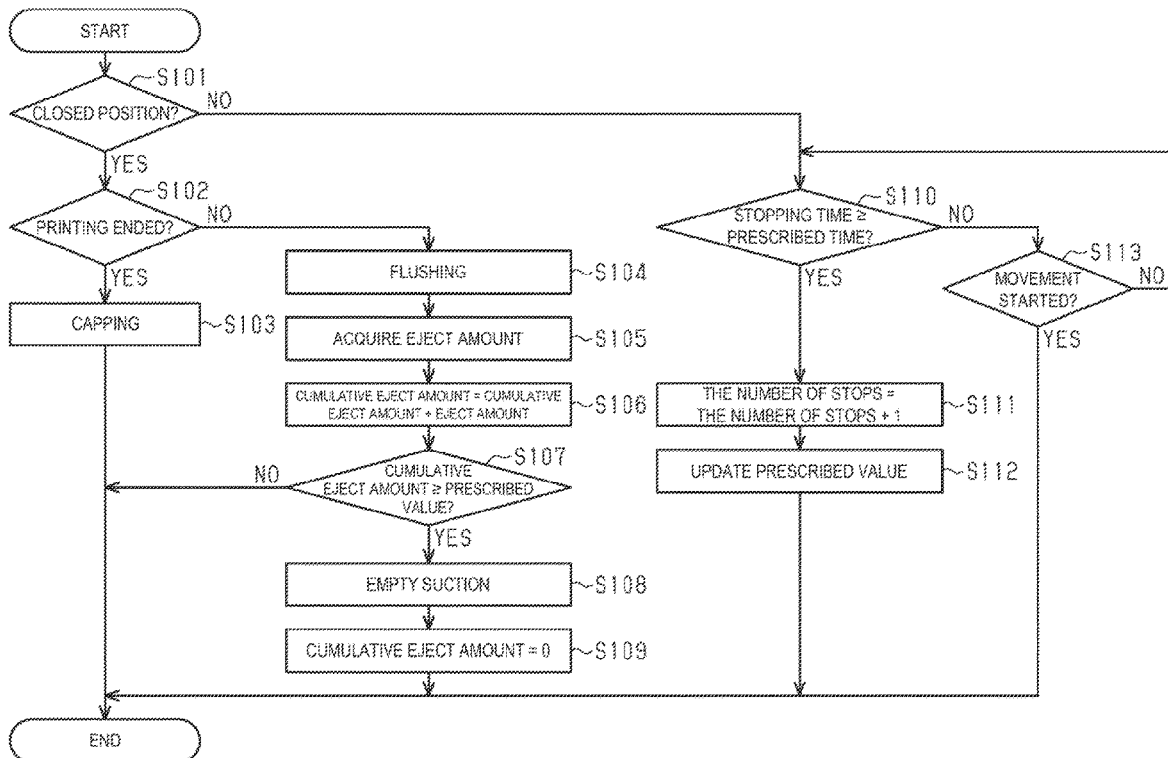 START
S101
CLOSED POSITION?
NO
YES
S102
PRINTING ENDED?
NO
YES
CAPPING
S103
FLUSHING
S104
ACQUIRE EJECT AMOUNT
S105
CUMULATIVE EJECT AMOUNT = CUMULATIVE
EJECT AMOUNT + EJECT AMOUNT
S106
S107
CUMULATIVE
EJECT AMOUNT ≥ PRESCRIBED
VALUE?
NO
YES
EMPTY SUCTION
S108
CUMULATIVE EJECT AMOUNT = 0
S109
S110
STOPPING TIME ≥
PRESCRIBED TIME?
NO
YES
S113
MOVEMENT
STARTED?
NO
YES
THE NUMBER OF STOPS =
THE NUMBER OF STOPS + 1
S111
UPDATE PRESCRIBED VALUE
S112
END